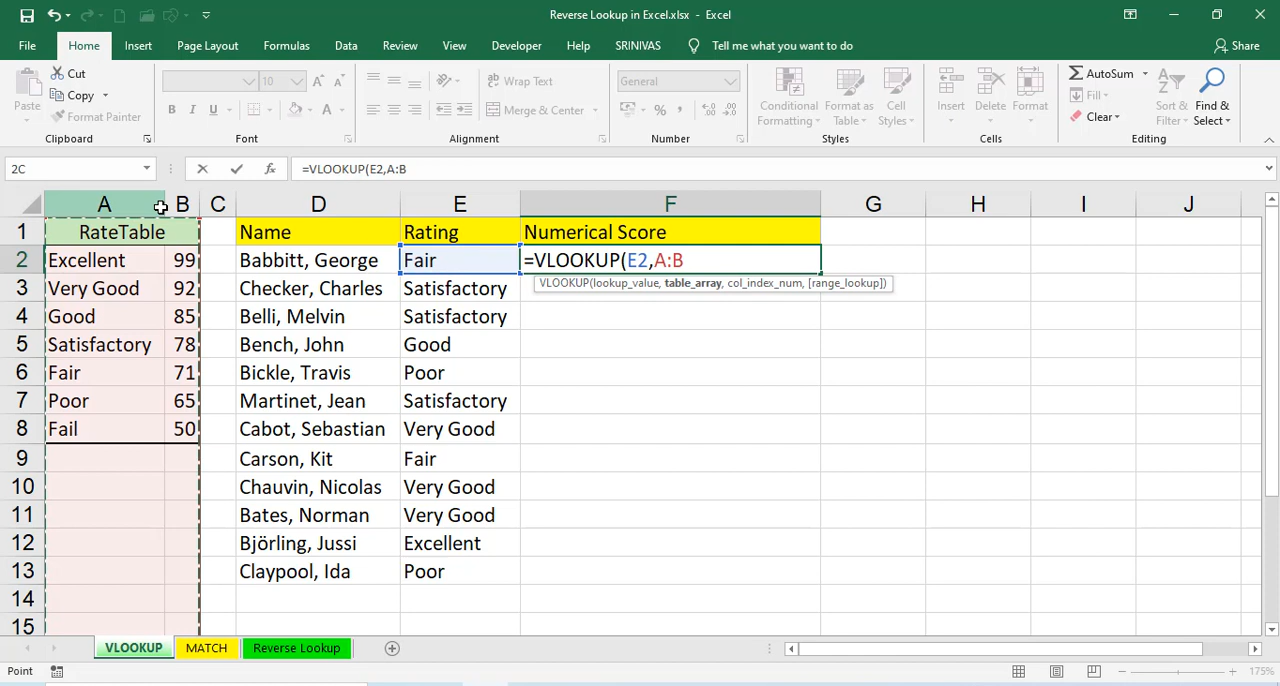 Reverse Lookup in Excel.xlsx - Excel
File Home Insert Page Layout Formulas Data Review View Developer Help SRINIVAS Tell me what you want to do Share
Paste Cut Copy Format Painter
10 A A
B I U A
Wrap Text
Merge & Center
General
%
Conditional Formatting
Format as Table
Cell Styles
Insert Delete Format
AutoSum
Fill
Clear
Sort & Filter
Find & Select
Clipboard Font Alignment Number Styles Cells Editing
2C fx =VLOOKUP(E2,A:B
A B C D E F G H I J
1 RateTable Name Rating Numerical Score
2 Excellent 99 Babbitt, George Fair =VLOOKUP(E2,A:B
VLOOKUP(lookup_value, table_array, col_index_num, [range_lookup])
3 Very Good 92 Checker, Charles Satisfactory
4 Good 85 Belli, Melvin Satisfactory
5 Satisfactory 78 Bench, John Good
6 Fair 71 Bickle, Travis Poor
7 Poor 65 Martinet, Jean Satisfactory
8 Fail 50 Cabot, Sebastian Very Good
9 Carson, Kit Fair
10 Chauvin, Nicolas Very Good
11 Bates, Norman Very Good
12 Björling, Jussi Excellent
13 Claypool, Ida Poor
14
15
VLOOKUP MATCH Reverse Lookup
Point 175%